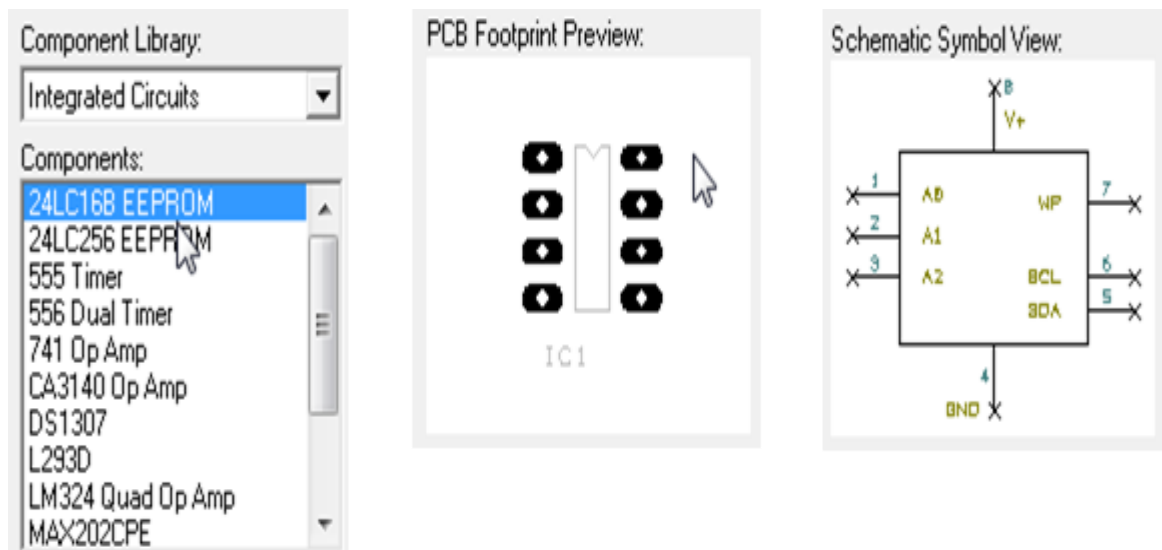 Component Library:
Integrated Circuits
Components:
24LC16B EEPROM
24LC256 EEPROM
555 Timer
556 Dual Timer
741 Op Amp
CA3140 Op Amp
DS1307
L293D
LM324 Quad Op Amp
MAX202CPE
PCB Footprint Preview:
IC1
Schematic Symbol View:
8
V+
1 A0 WP 7
2 A1
3 A2 SCL 6
SDA 5
4
GND